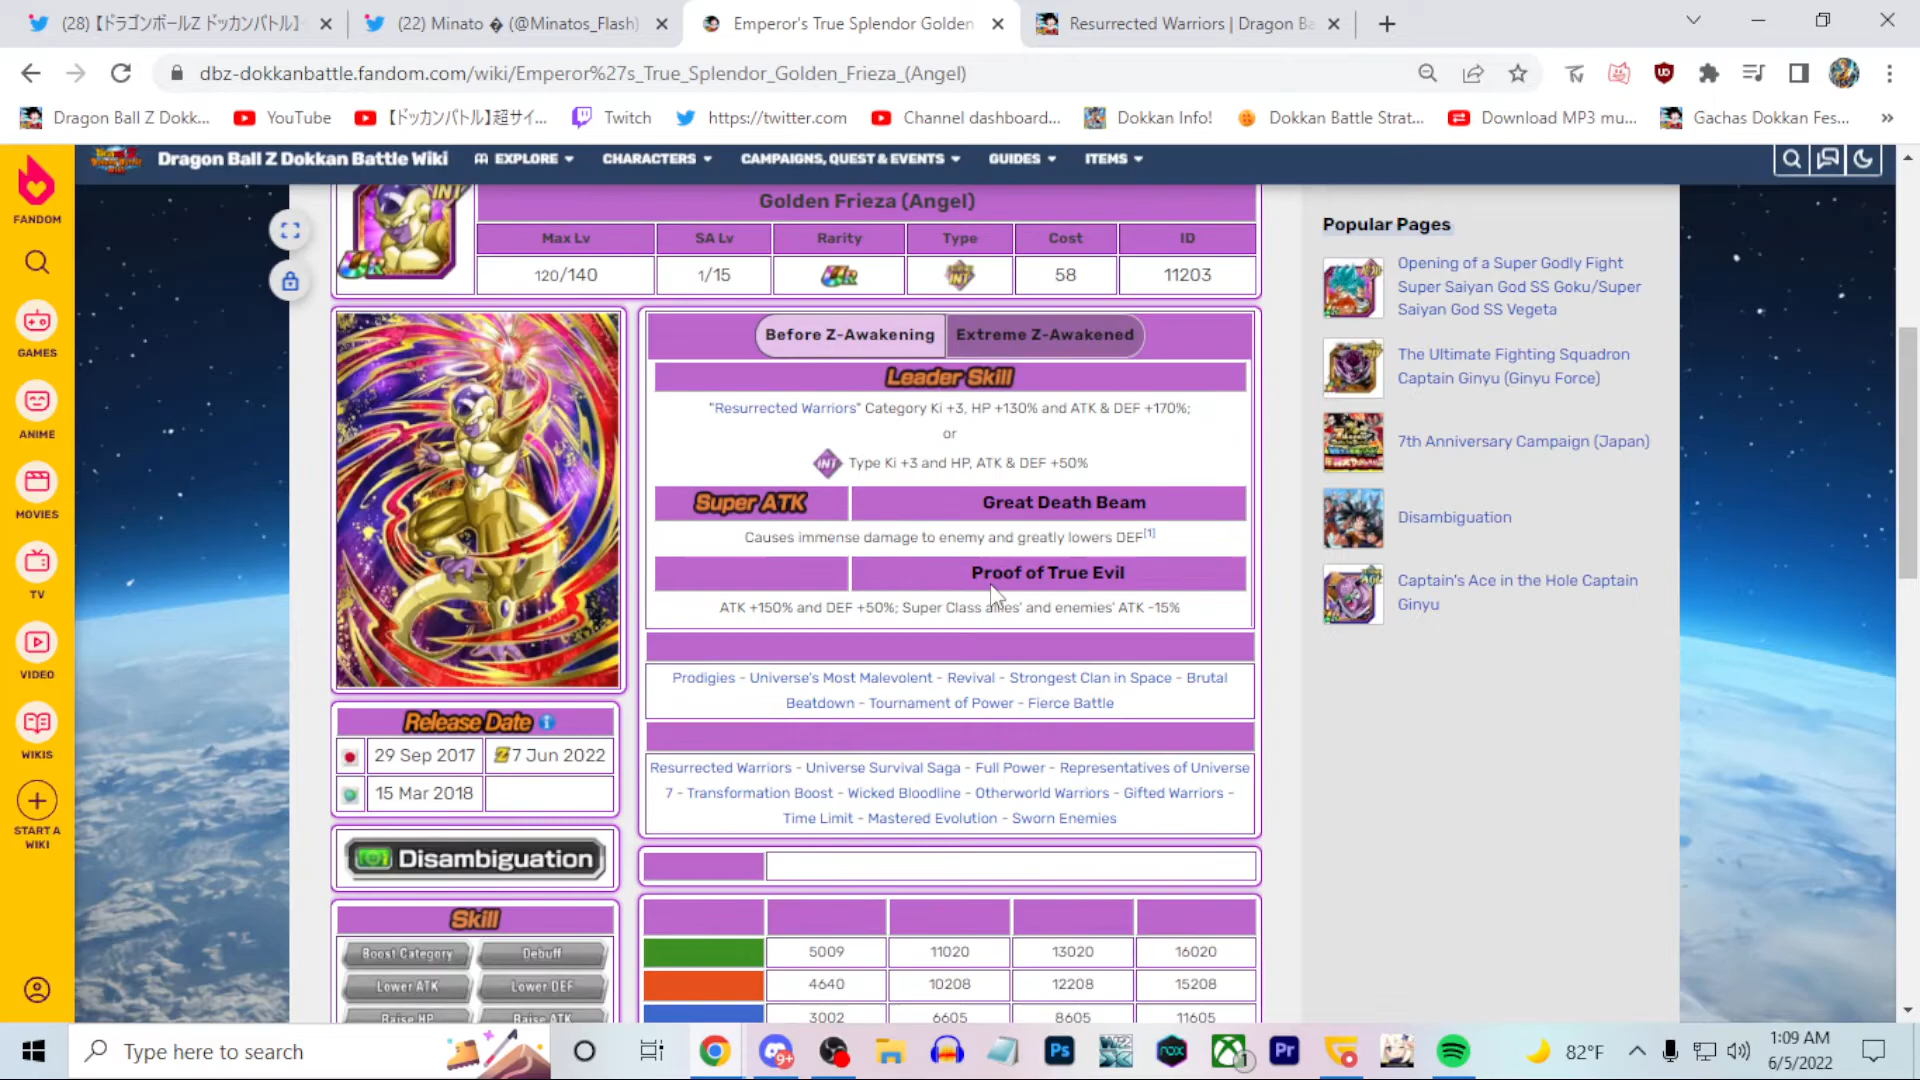 (28)【ドラゴンボールZ ドッカンバトル】
(22) Minato � (@Minatos_Flash)
Emperor's True Splendor Golden
Resurrected Warriors | Dragon Ba
dbz-dokkanbattle.fandom.com/wiki/Emperor%27s_True_Splendor_Golden_Frieza_(Angel)
Dragon Ball Z Dokk...
YouTube
【ドッカンバトル】超サイ...
Twitch
https://twitter.com
Channel dashboard...
Dokkan Info!
Dokkan Battle Strat...
Download MP3 mu...
Gachas Dokkan Fes...
»
Dragon Ball Z Dokkan Battle Wiki
EXPLORE
CHARACTERS
CAMPAIGNS, QUEST & EVENTS
GUIDES
ITEMS
FANDOM
GAMES
ANIME
MOVIES
TV
VIDEO
WIKIS
START A
WIKI
INT
UR
Golden Frieza (Angel)
Max Lv
SA Lv
Rarity
Type
Cost
ID
120/140
1/15
UR
INT
58
11203
Before Z-Awakening
Extreme Z-Awakened
Leader Skill
"Resurrected Warriors" Category Ki +3, HP +130% and ATK & DEF +170%;
or
INT Type Ki +3 and HP, ATK & DEF +50%
Super ATK
Great Death Beam
Causes immense damage to enemy and greatly lowers DEF[1]
Proof of True Evil
ATK +150% and DEF +50%; Super Class allies' and enemies' ATK -15%
Prodigies - Universe's Most Malevolent - Revival - Strongest Clan in Space - Brutal
Beatdown - Tournament of Power - Fierce Battle
Resurrected Warriors - Universe Survival Saga - Full Power - Representatives of Universe
7 - Transformation Boost - Wicked Bloodline - Otherworld Warriors - Gifted Warriors -
Time Limit - Mastered Evolution - Sworn Enemies
Release Date
29 Sep 2017
Z 7 Jun 2022
15 Mar 2018
Disambiguation
Skill
Boost Category
Debuff
Lower ATK
Lower DEF
Raise HP
Raise ATK
5009
11020
13020
16020
4640
10208
12208
15208
3002
6605
8605
11605
Popular Pages
Opening of a Super Godly Fight
Super Saiyan God SS Goku/Super
Saiyan God SS Vegeta
The Ultimate Fighting Squadron
Captain Ginyu (Ginyu Force)
7th Anniversary Campaign (Japan)
Disambiguation
Captain's Ace in the Hole Captain
Ginyu
Type here to search
9+
Ps
nox
1
Pr
82°F
1:09 AM
6/5/2022